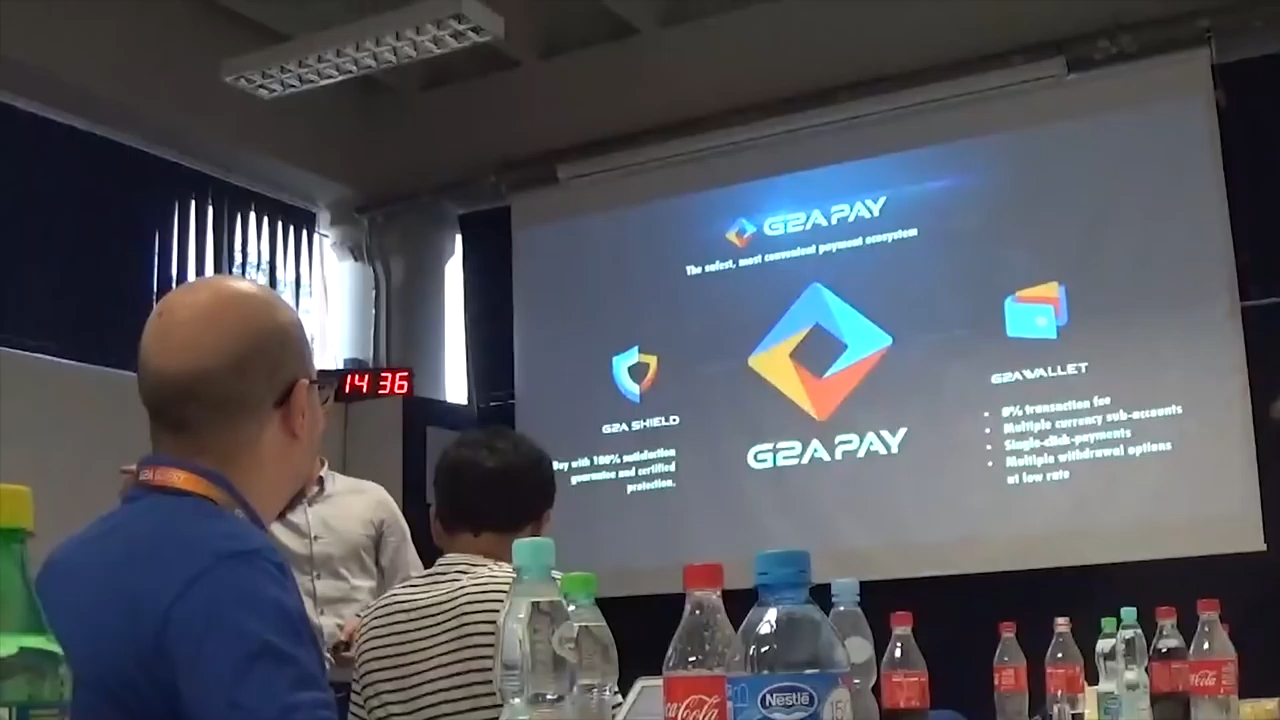 G2A PAY
The safest, most convenient payment ecosystem
G2A SHIELD
Buy with 100% satisfaction
guarantee and certified
protection.
G2A PAY
G2A WALLET
• 0% transaction fee
• Multiple currency sub-accounts
• Single-click-payments
• Multiple withdrawal options
at low rate
14 36
G2A
Coca-Cola
Nestlé